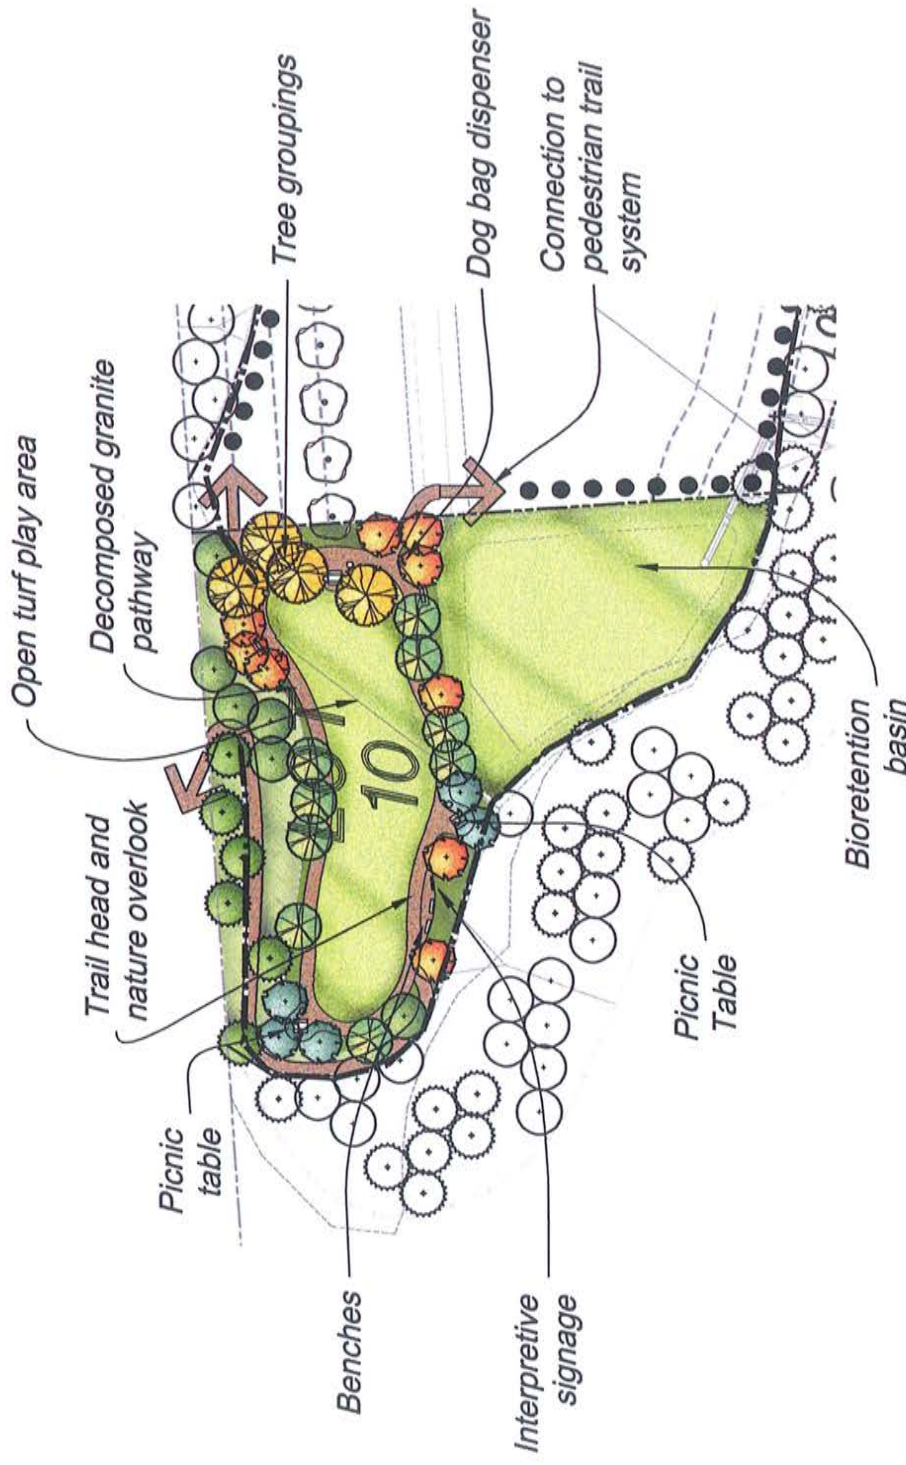 Open turf play area
Trail head and
nature overlook
Decomposed granite
pathway
Picnic
table
Tree groupings
Benches
10
Dog bag dispenser
Interpretive
signage
Connection to
pedestrian trail
system
Picnic
Table
Bioretention
basin